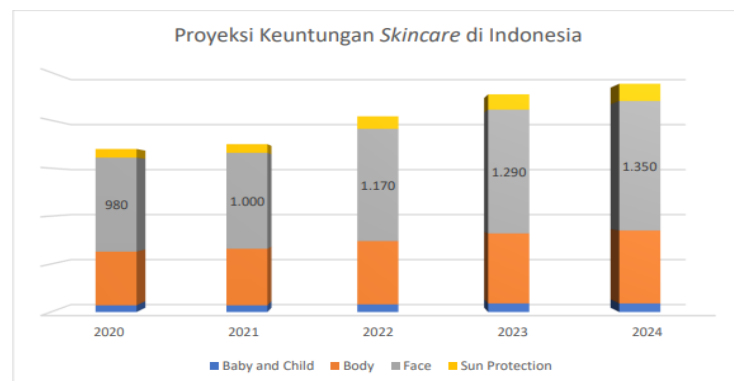 Proyeksi Keuntungan Skincare di Indonesia
980 1.000 1.170 1.290 1.350
2020 2021 2022 2023 2024
Baby and Child Body Face Sun Protection